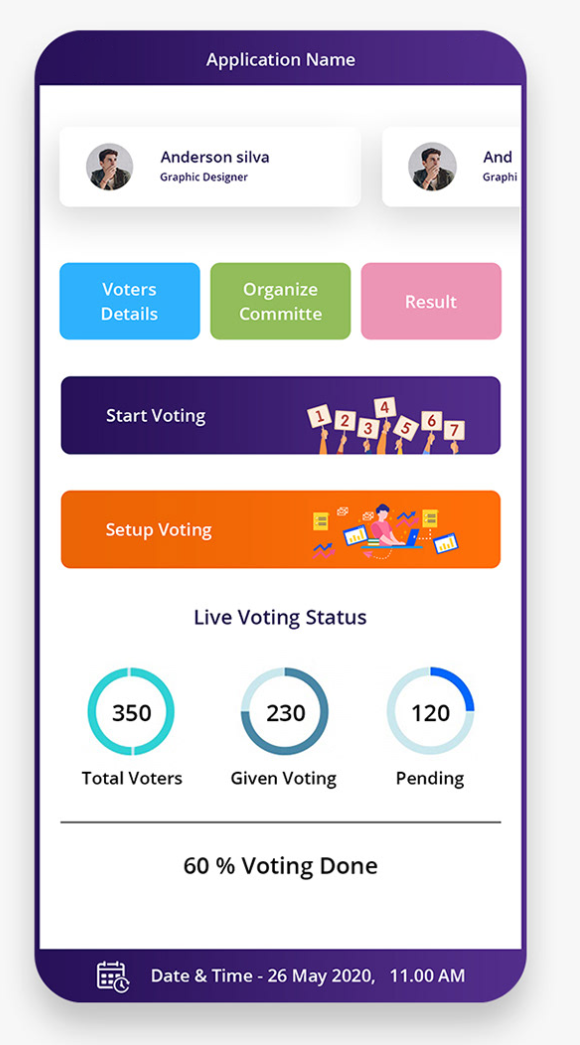 Application Name
Anderson silva
Graphic Designer
And
Graphi
Voters
Details
Organize
Committe
Result
Start Voting
1 2 3 4 5 6 7
Setup Voting
Live Voting Status
350
230
120
Total Voters
Given Voting
Pending
60 % Voting Done
Date & Time - 26 May 2020, 11.00 AM